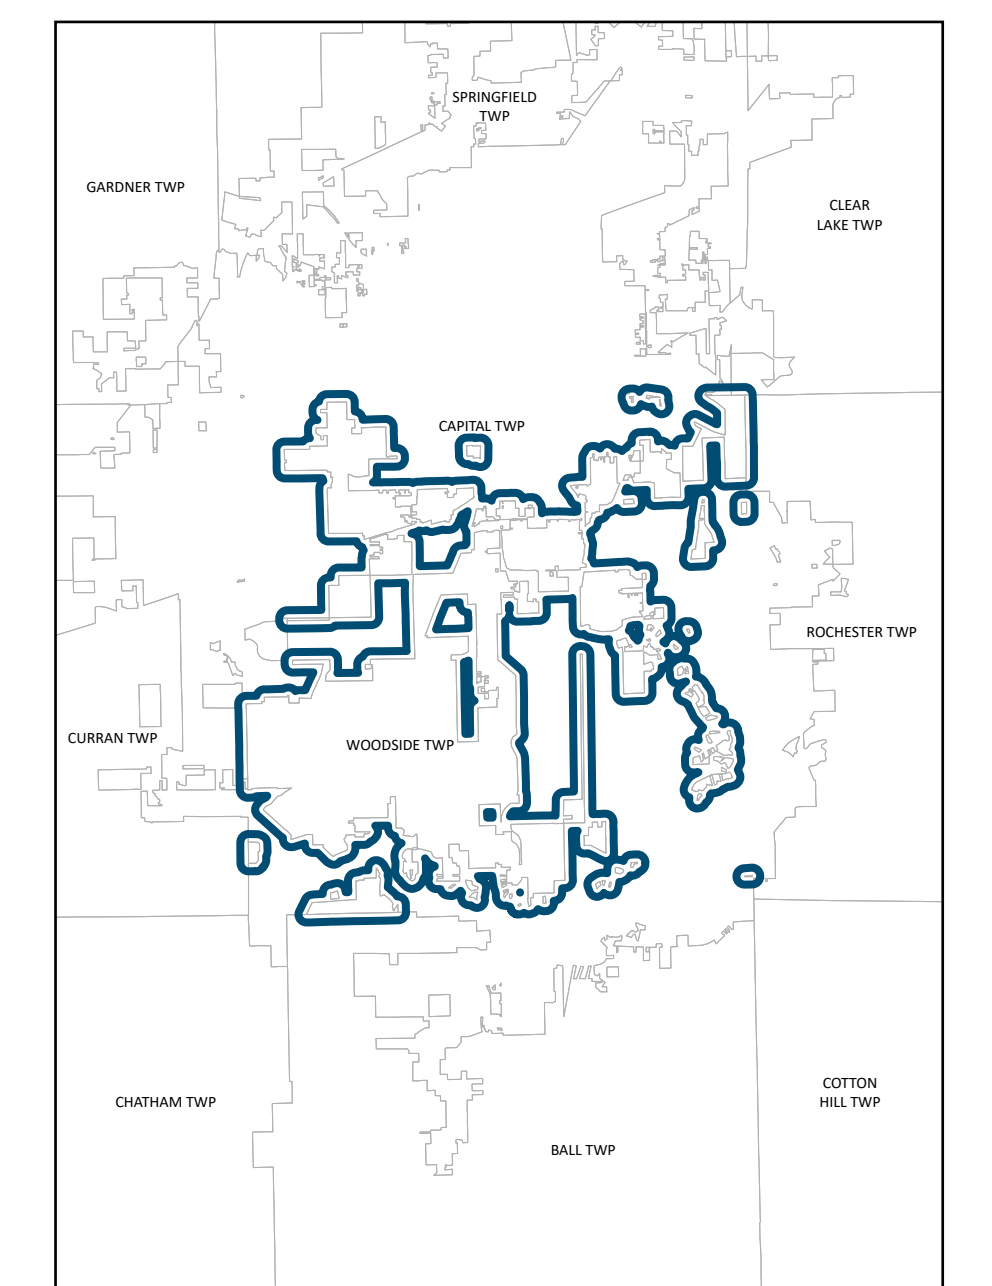 SPRINGFIELD
TWP
GARDNER TWP
CLEAR
LAKE TWP
CAPITAL TWP
ROCHESTER TWP
CURRAN TWP
WOODSIDE TWP
COTTON
HILL TWP
CHATHAM TWP
BALL TWP